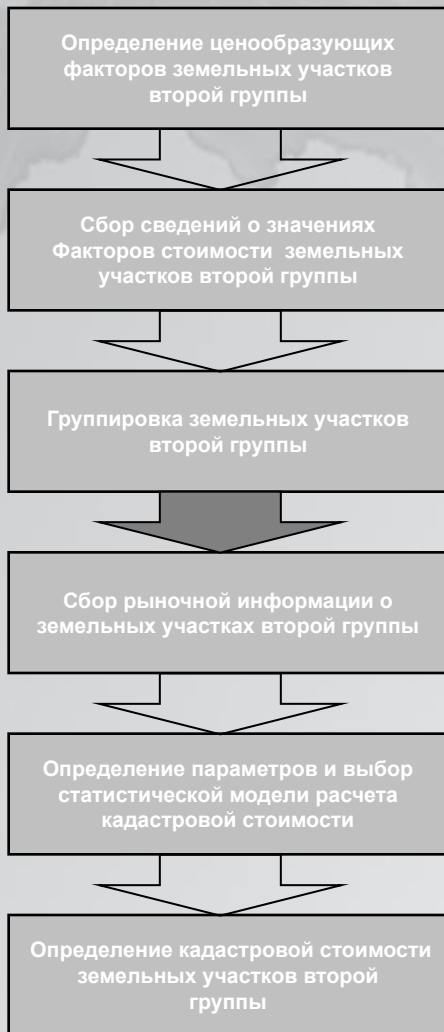 Определение ценообразующих
факторов земельных участков
второй группы
Сбор сведений о значениях
Факторов стоимости земельных
участков второй группы
Группировка земельных участков
второй группы
Сбор рыночной информации о
земельных участках второй группы
Определение параметров и выбор
статистической модели расчета
кадастровой стоимости
Определение кадастровой стоимости
земельных участков второй
группы